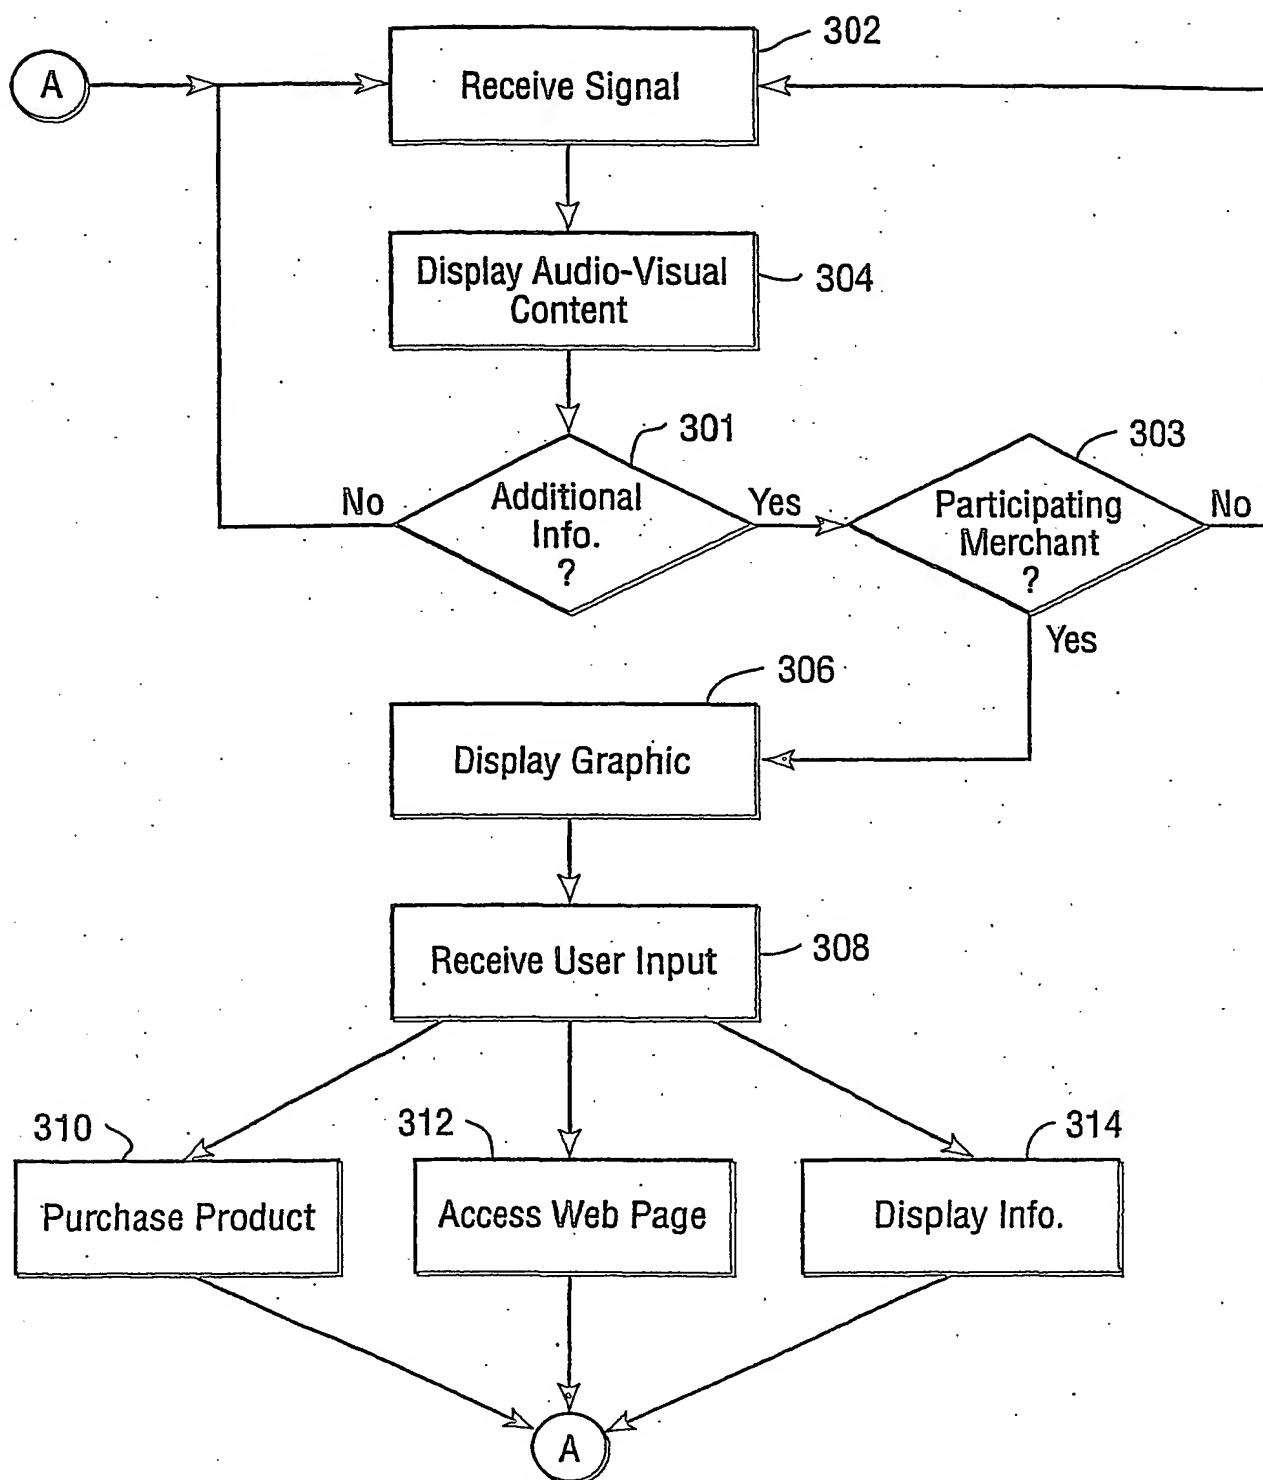 302
A
Receive Signal
Display Audio-Visual
Content
304
301
303
No
Additional
Info.
?
Yes
Participating
Merchant
?
No
Yes
306
Display Graphic
Receive User Input
308
310
312
314
Purchase Product
Access Web Page
Display Info.
A